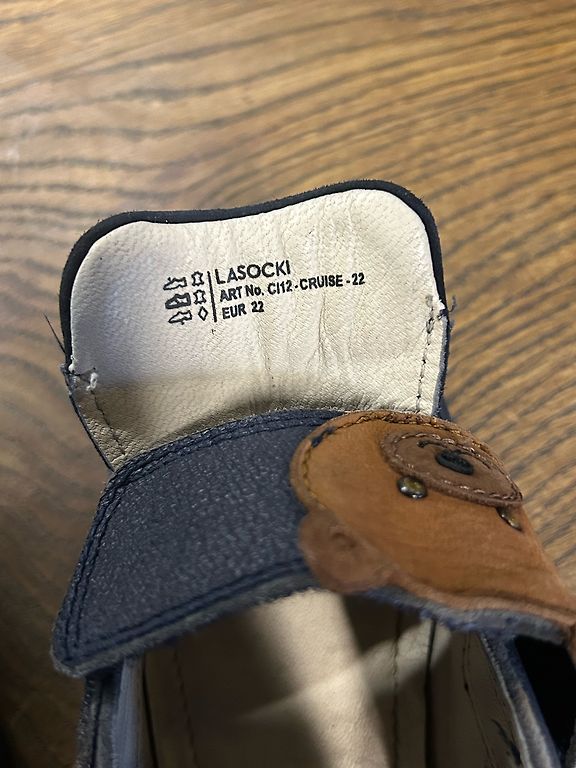 LASOCKI
ART No. CI12-CRUISE-22
EUR 22